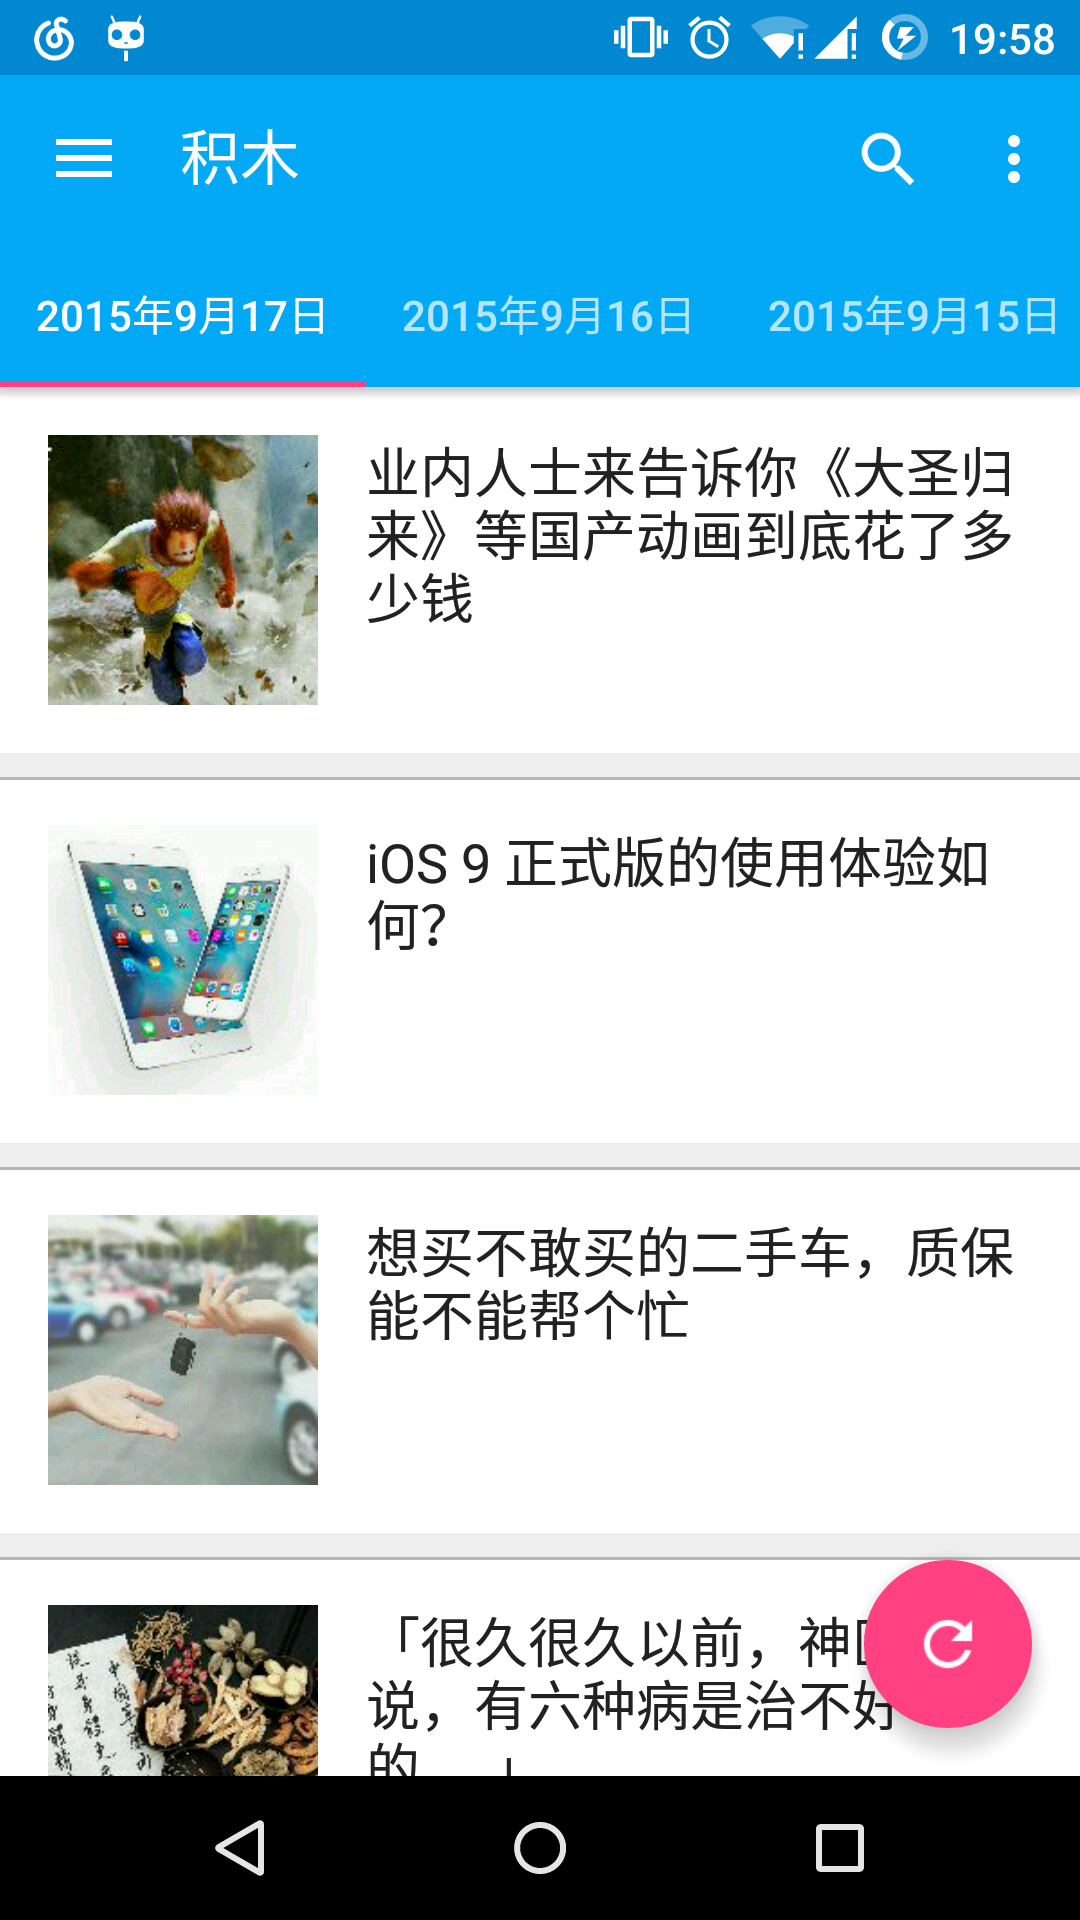 19:58
积木
2015年9月17日 2015年9月16日 2015年9月15日
业内人士来告诉你《大圣归
来》等国产动画到底花了多
少钱
iOS 9 正式版的使用体验如
何？
想买不敢买的二手车，质保
能不能帮个忙
「很久很久以前，神
说，有六种病是治不好
的